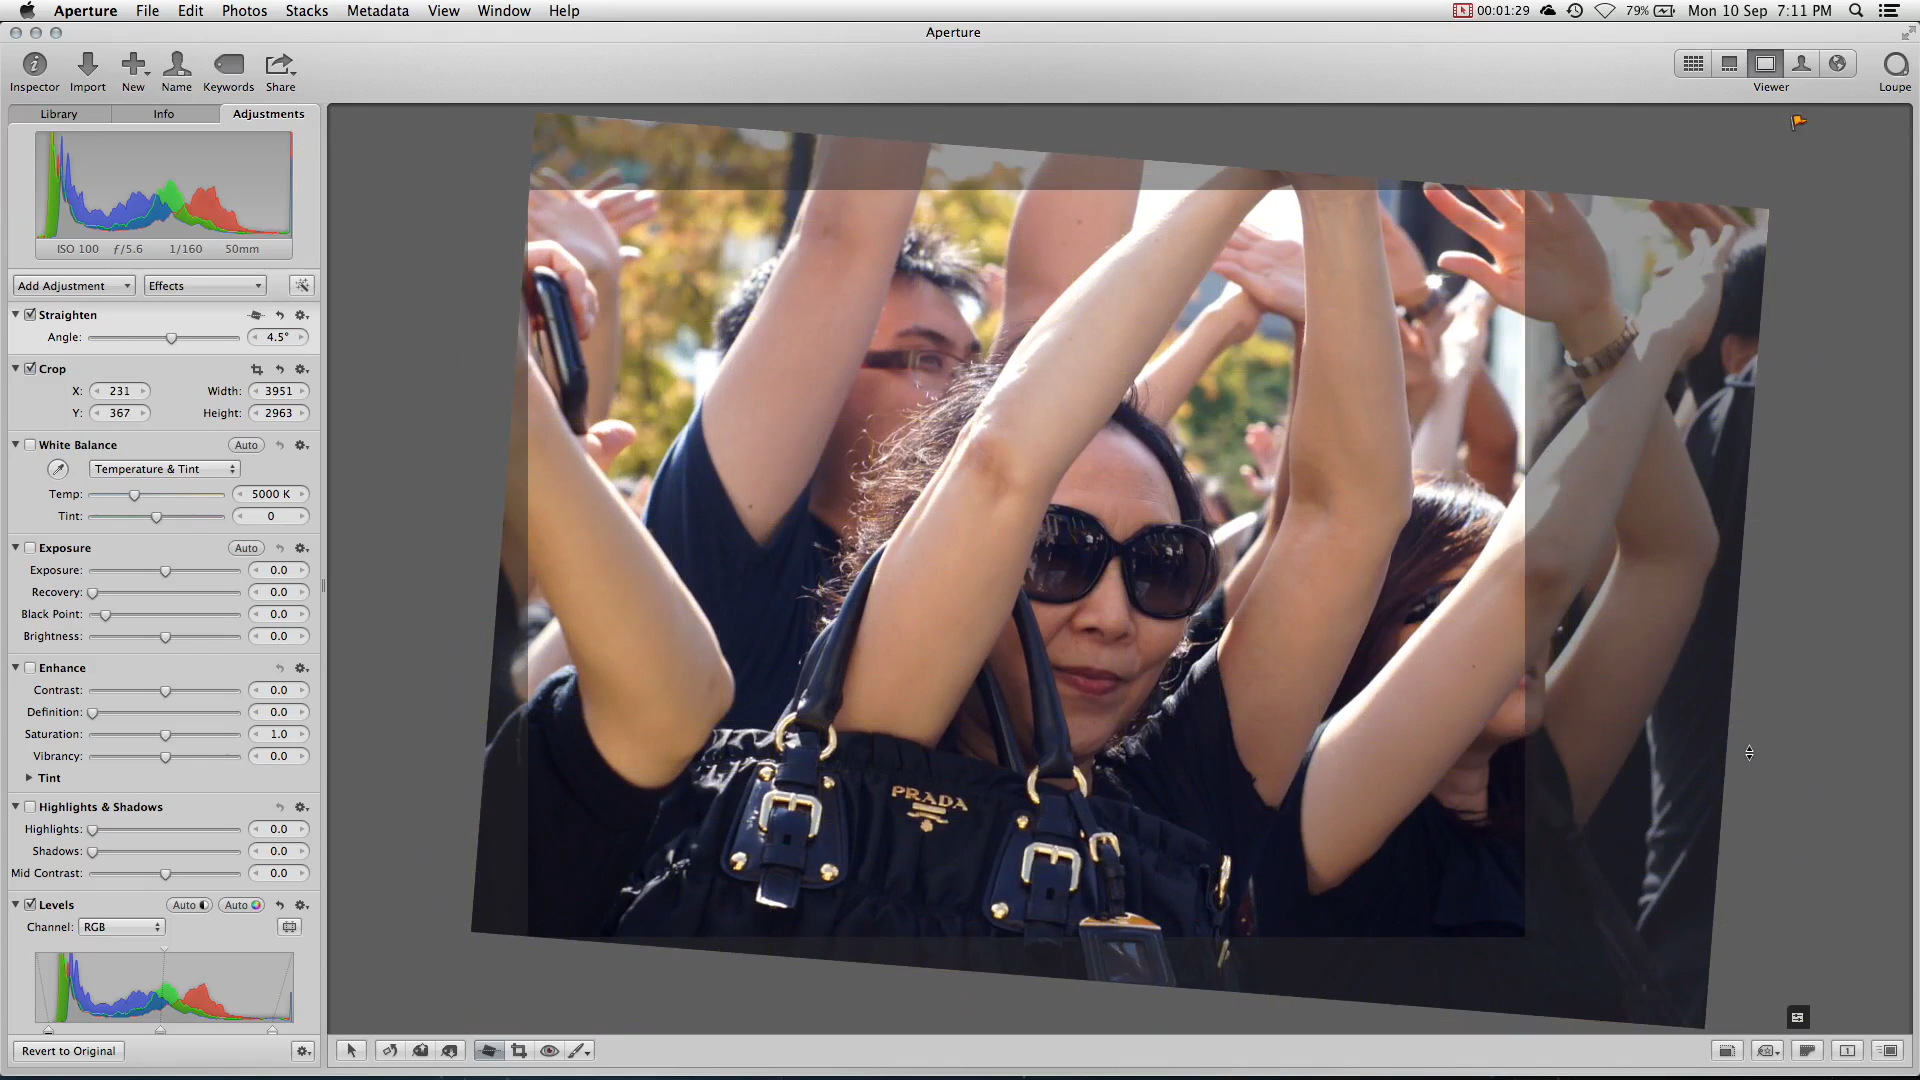 Aperture File Edit Photos Stacks Metadata View Window Help 00:01:29 79% Mon 10 Sep 7:11 PM
Aperture
Inspector Import New Name Keywords Share Viewer Loupe
Library Info Adjustments
ISO 100 f/5.6 1/160 50mm
Add Adjustment Effects
Straighten
Angle: 4.5°
Crop
X: 231 Width: 3951
Y: 367 Height: 2963
White Balance Auto
Temperature & Tint
Temp: 5000 K
Tint: 0
Exposure Auto
Exposure: 0.0
Recovery: 0.0
Black Point: 0.0
Brightness: 0.0
Enhance
Contrast: 0.0
Definition: 0.0
Saturation: 1.0
Vibrancy: 0.0
Tint
Highlights & Shadows
Highlights: 0.0
Shadows: 0.0
Mid Contrast: 0.0
Levels Auto Auto
Channel: RGB
PRADA
Revert to Original
1